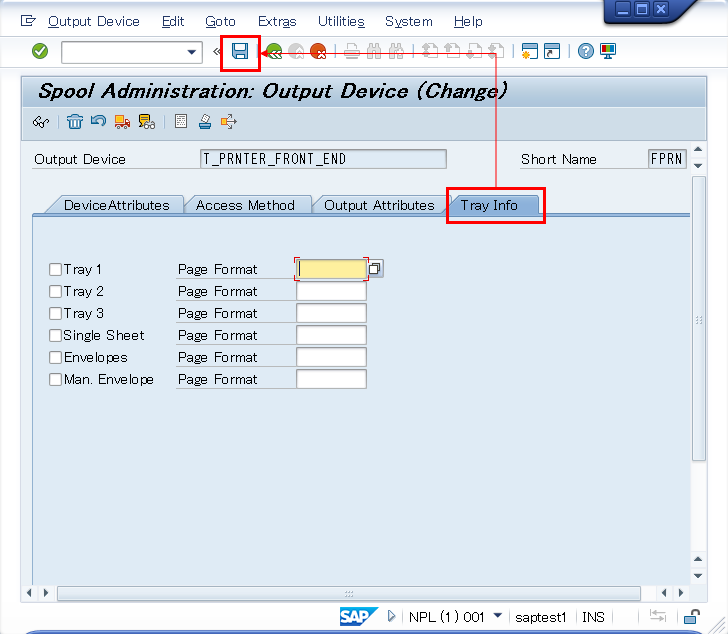 Output Device Edit Goto Extras Utilities System Help
Spool Administration: Output Device (Change)
Output Device T_PRNTER_FRONT_END Short Name FPRN
DeviceAttributes Access Method Output Attributes Tray Info
Tray 1 Page Format
Tray 2 Page Format
Tray 3 Page Format
Single Sheet Page Format
Envelopes Page Format
Man. Envelope Page Format
SAP NPL (1) 001 saptest1 INS